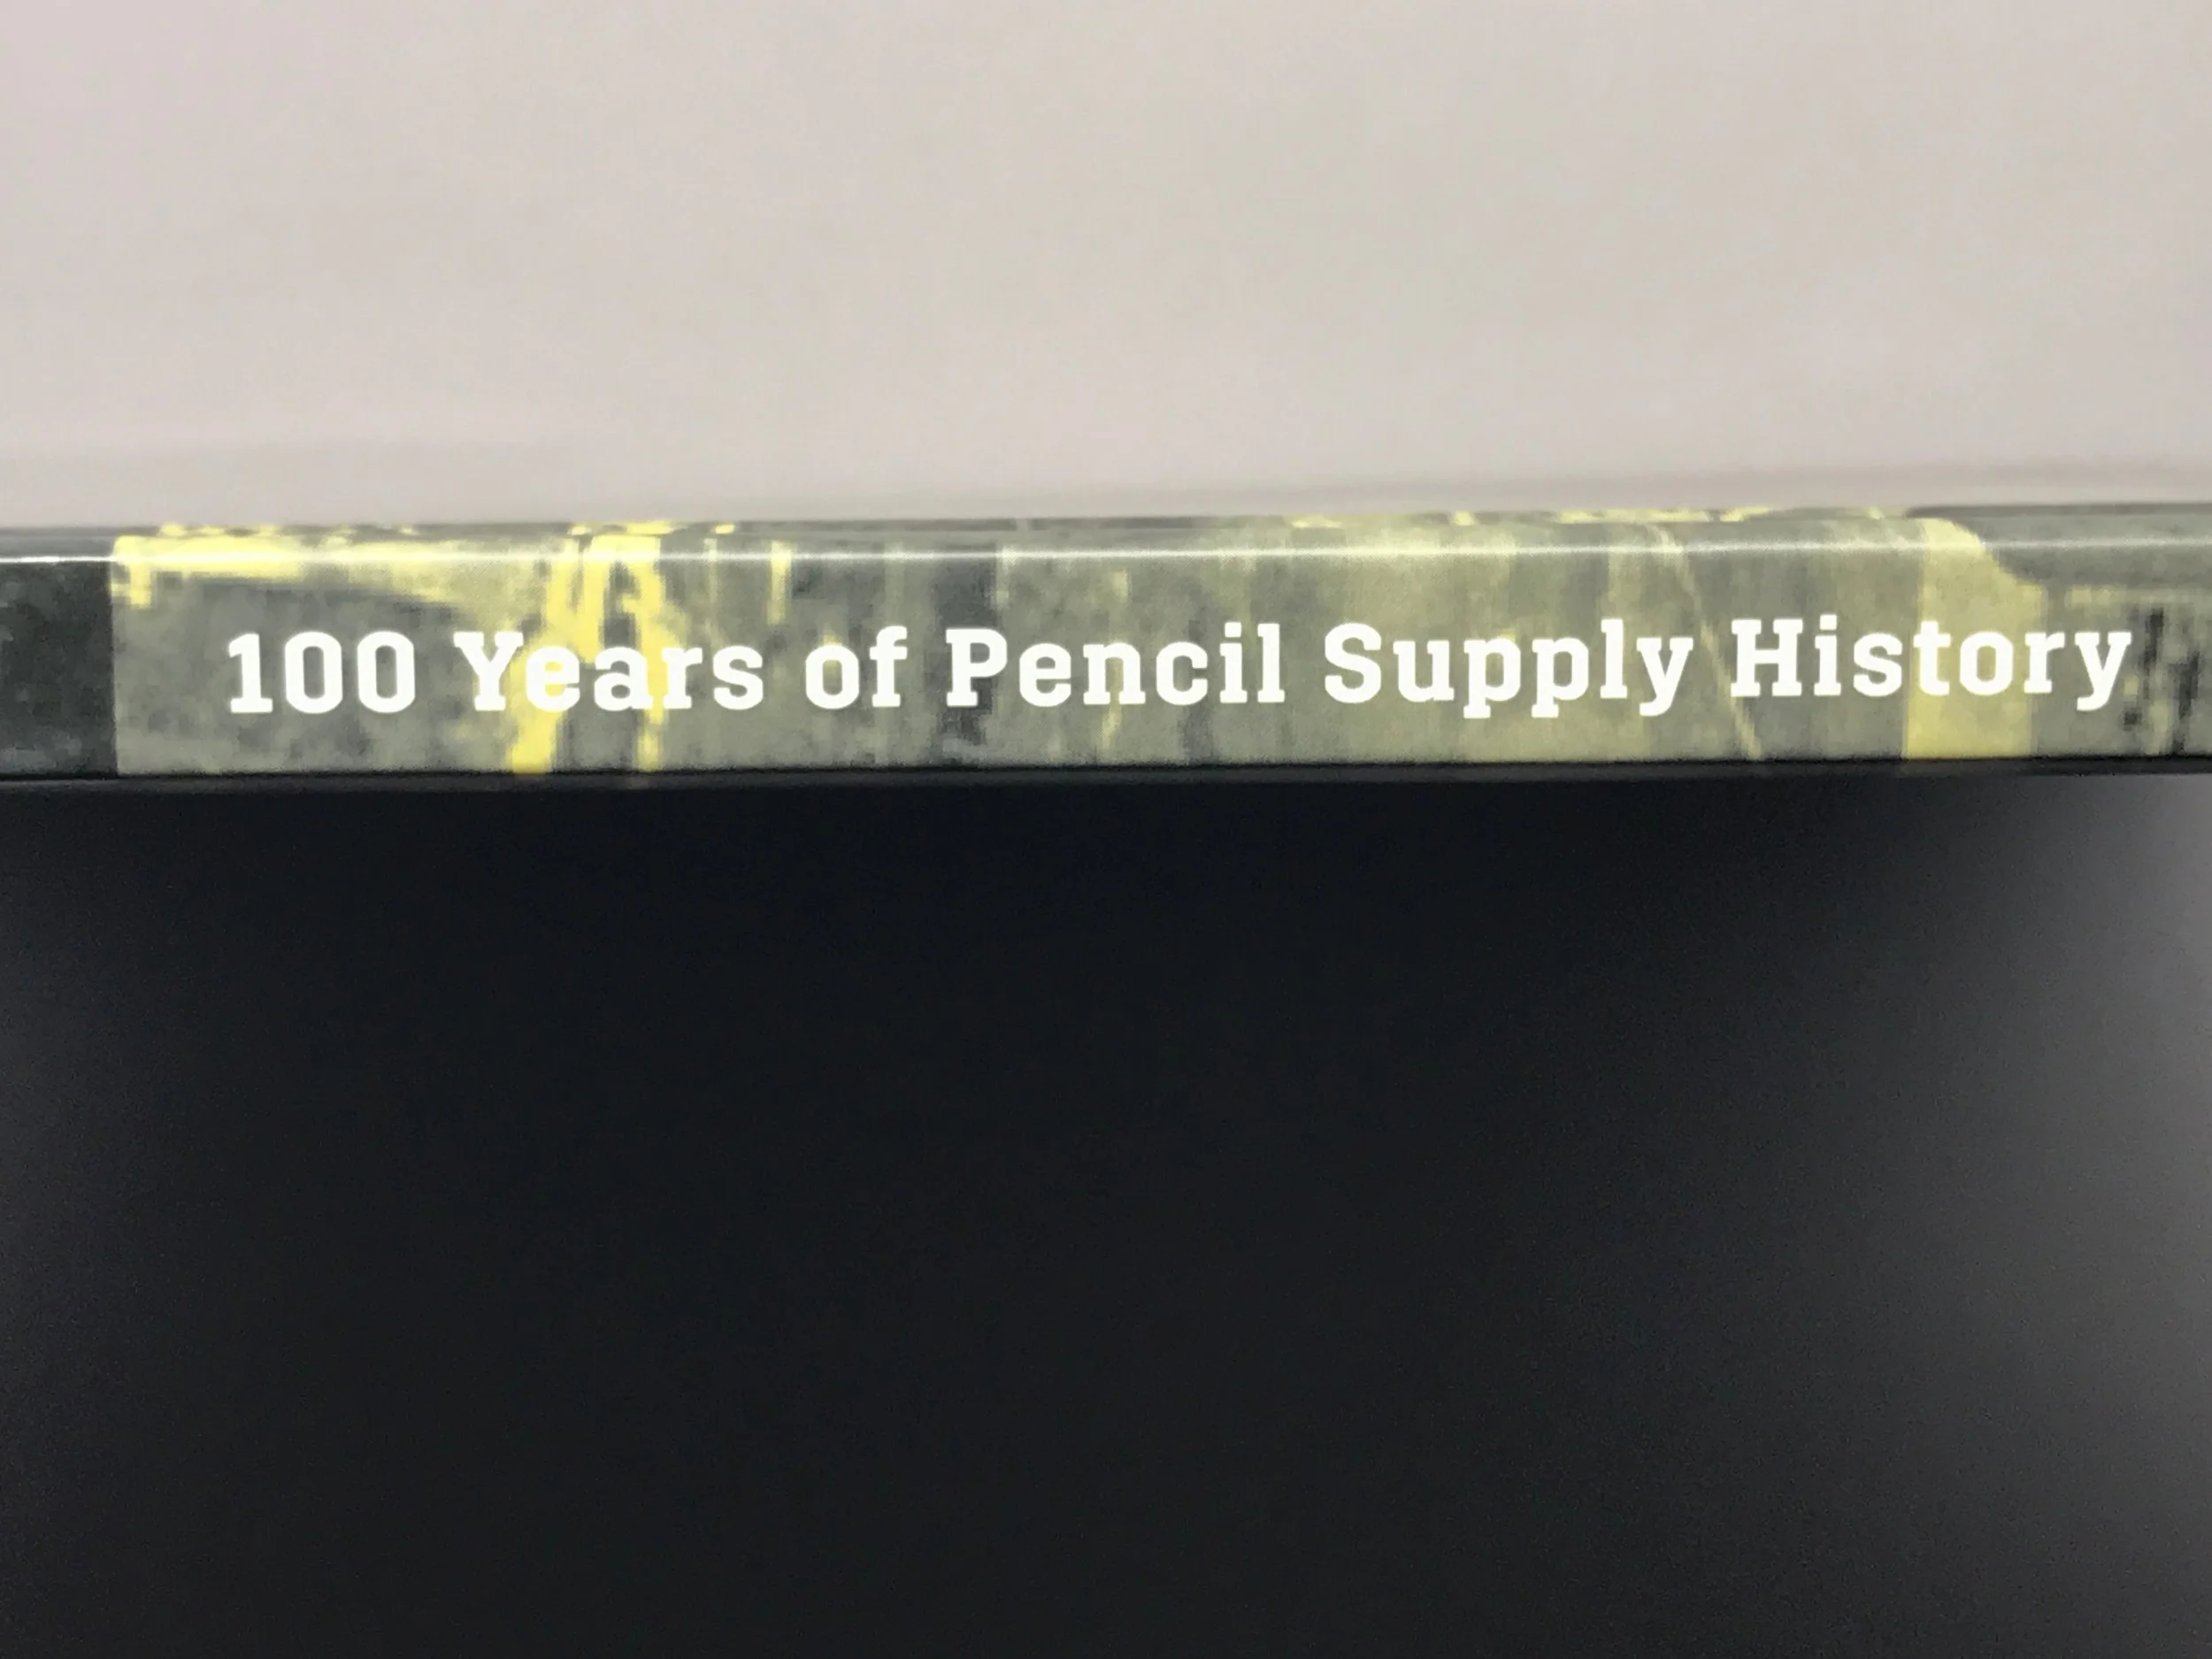 100 Years of Pencil Supply History